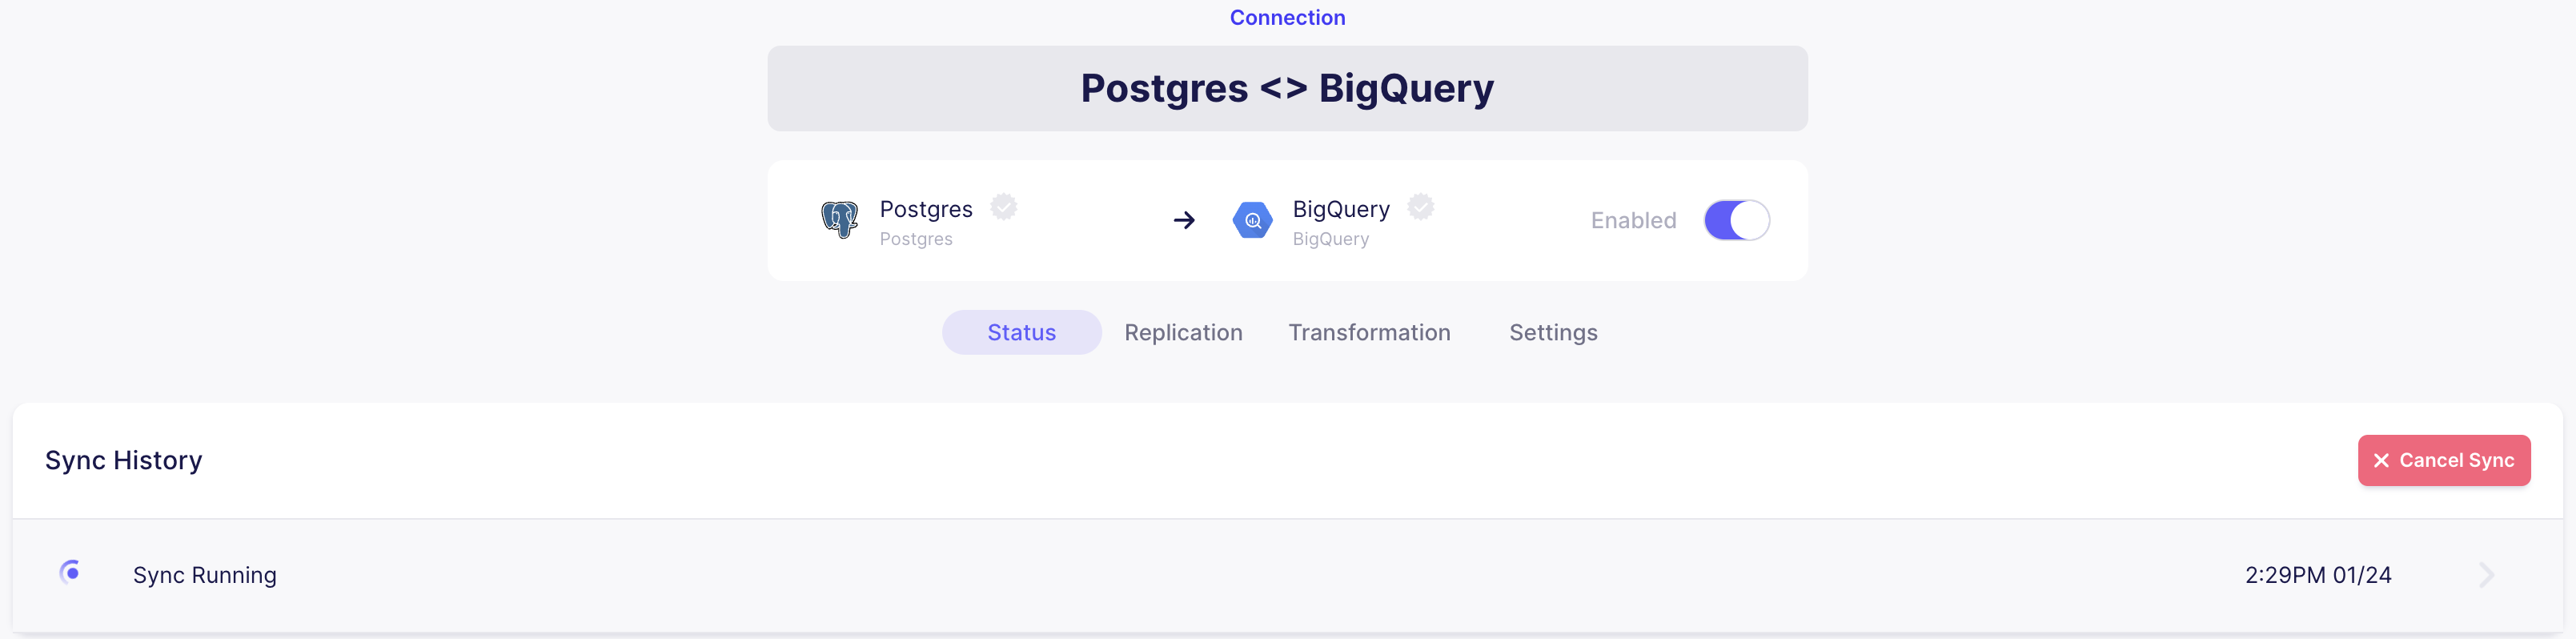 Connection
Postgres <> BigQuery
Postgres
Postgres
BigQuery
BigQuery
Enabled
Status Replication Transformation Settings
Sync History
Cancel Sync
Sync Running 2:29PM 01/24